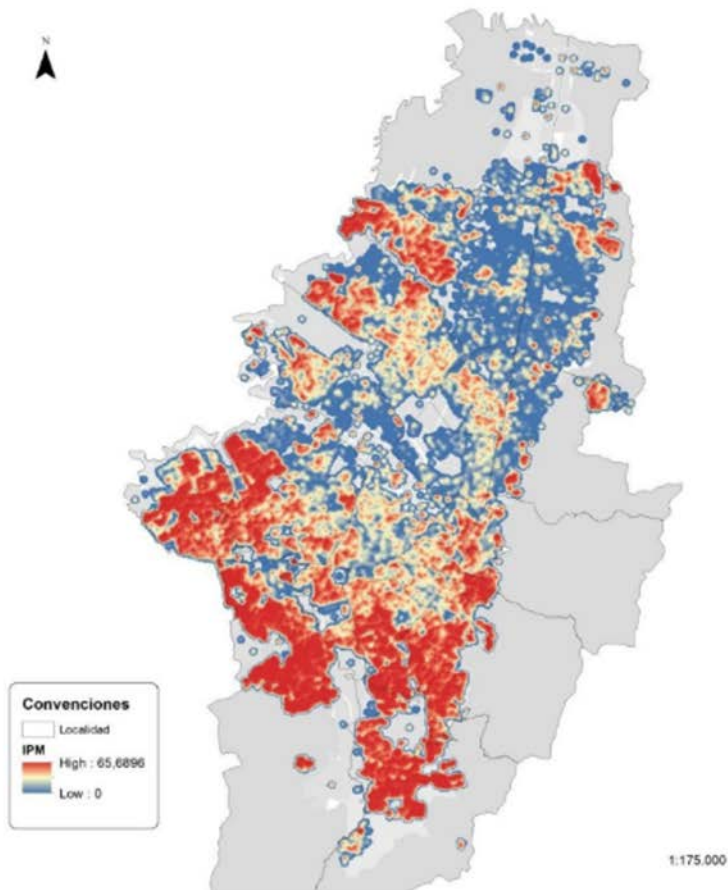 N
Convenciones
Localidad
IPM
High : 65,6896
Low : 0
1:175.000